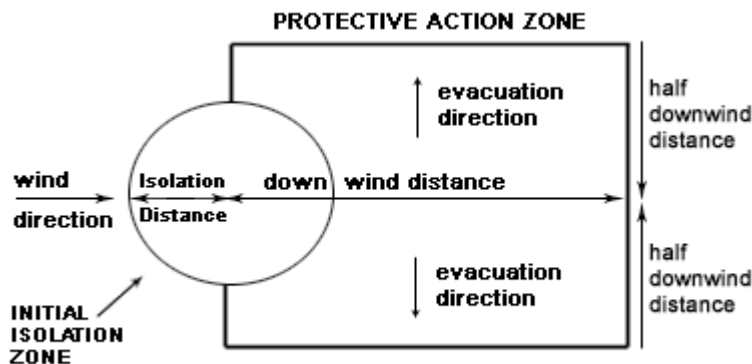 PROTECTIVE ACTION ZONE
evacuation
direction
half
downwind
distance
wind
direction
Isolation
Distance
down wind distance
evacuation
direction
half
downwind
distance
INITIAL
ISOLATION
ZONE